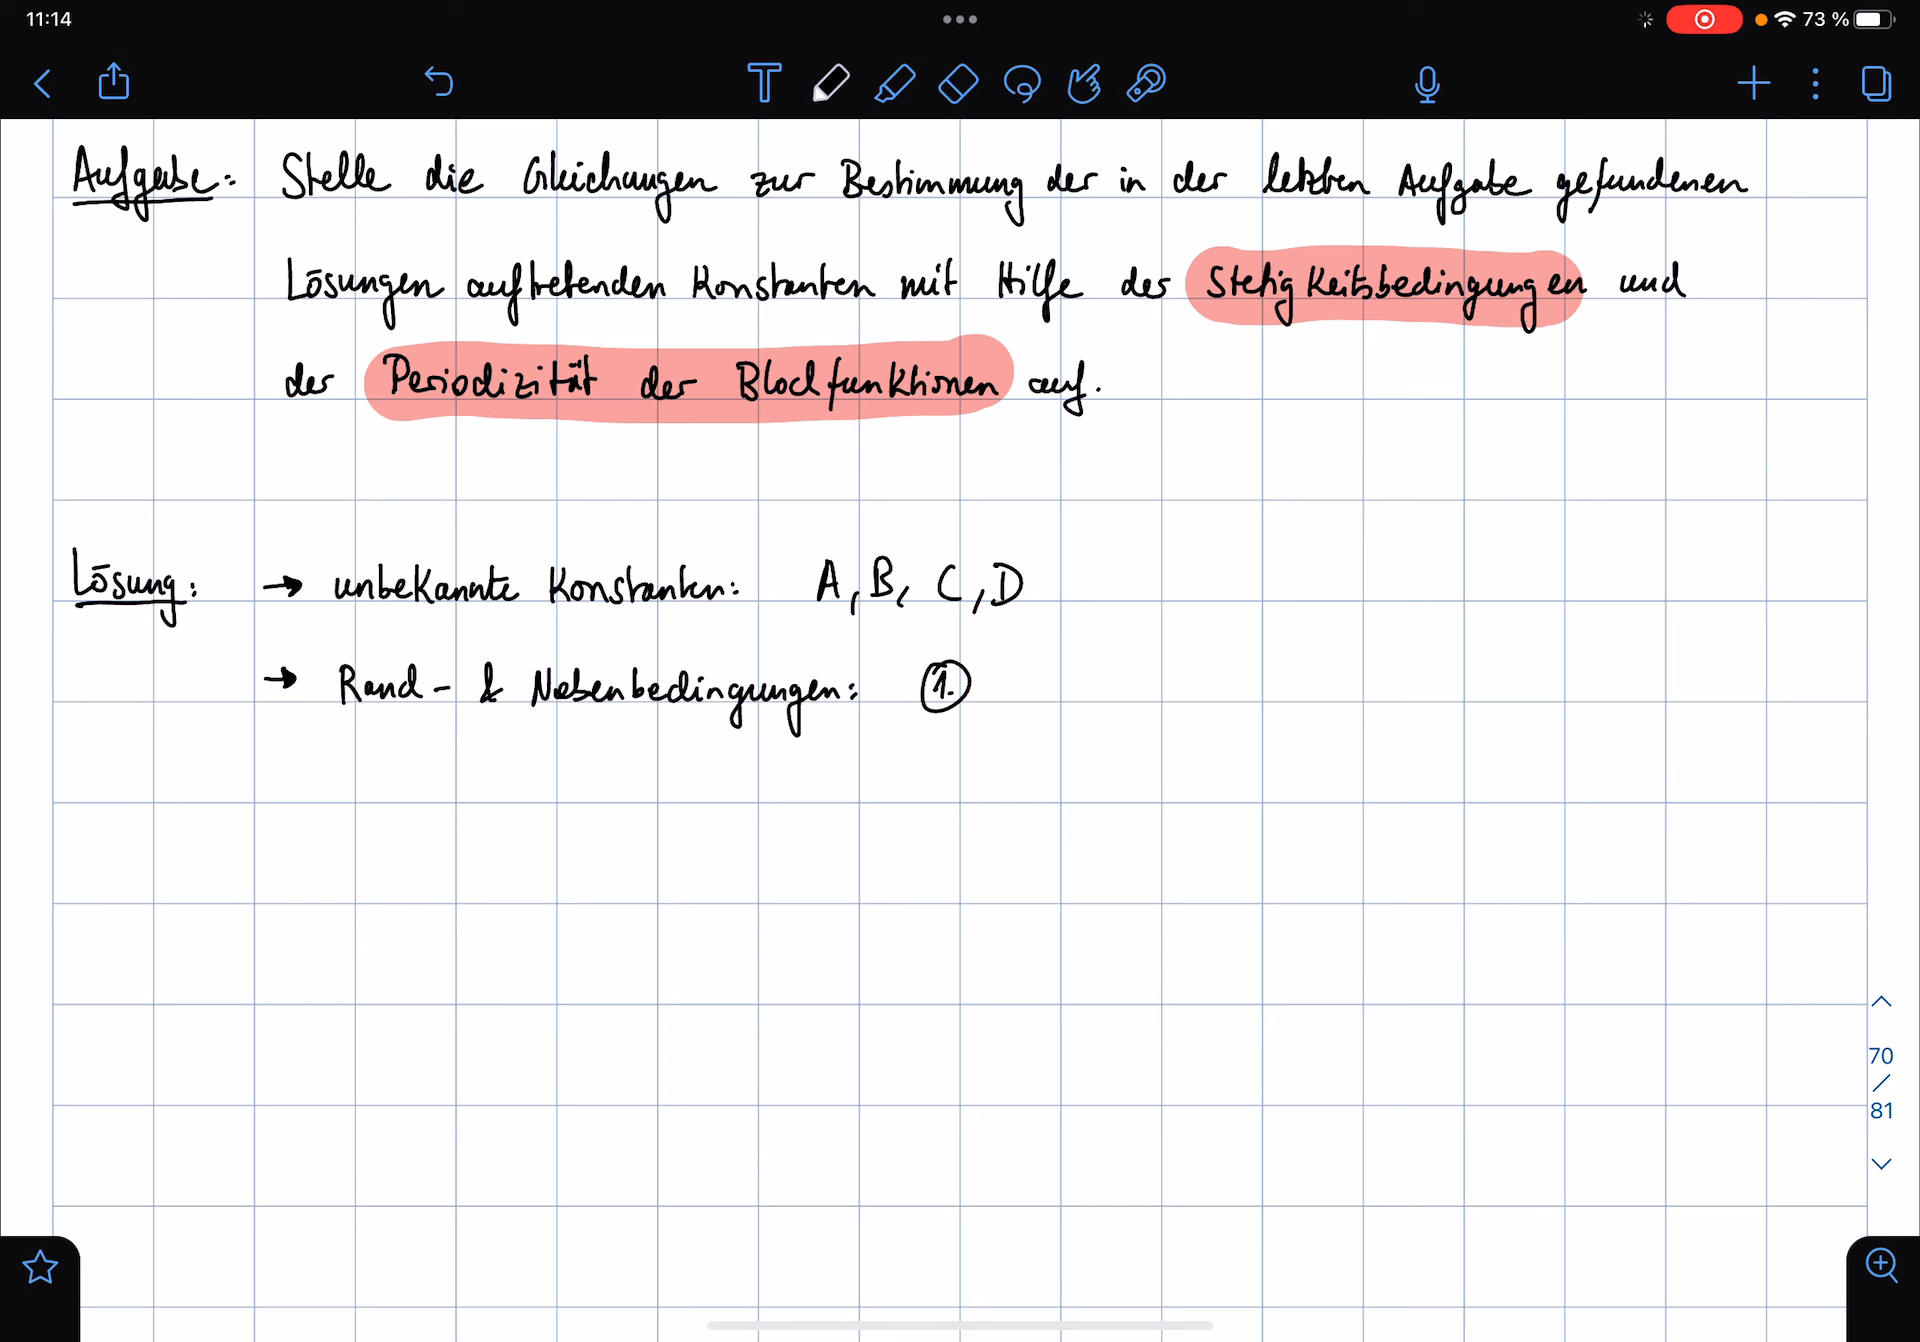 11:14
73 %
Aufgabe: Stelle die Gleichungen zur Bestimmung der in der letzten Aufgabe gefundenen
Lösungen auftretenden Konstanten mit Hilfe der Stetigkeitsbedingungen und
der Periodizität der Blochfunktionen auf.
Lösung: → unbekannte Konstanten: A, B, C, D
→ Rand- & Nebenbedingungen: 1.
70
/
81